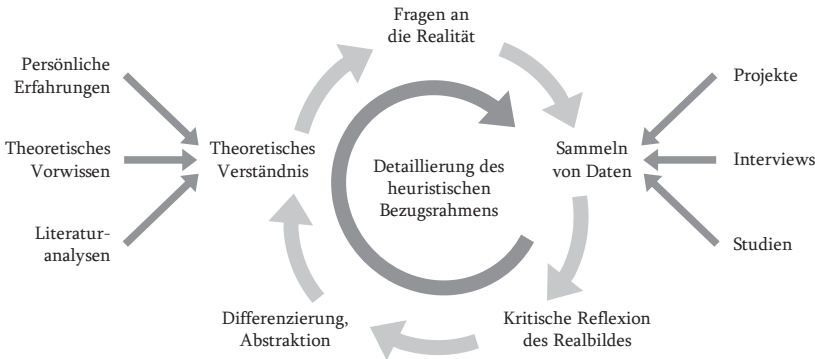 Fragen an
die Realität
Persönliche
Erfahrungen
Theoretisches
Vorwissen
Literatur-
analysen
Theoretisches
Verständnis
Detaillierung des
heuristischen
Bezugsrahmens
Sammeln
von Daten
Projekte
Interviews
Studien
Differenzierung,
Abstraktion
Kritische Reflexion
des Realbildes